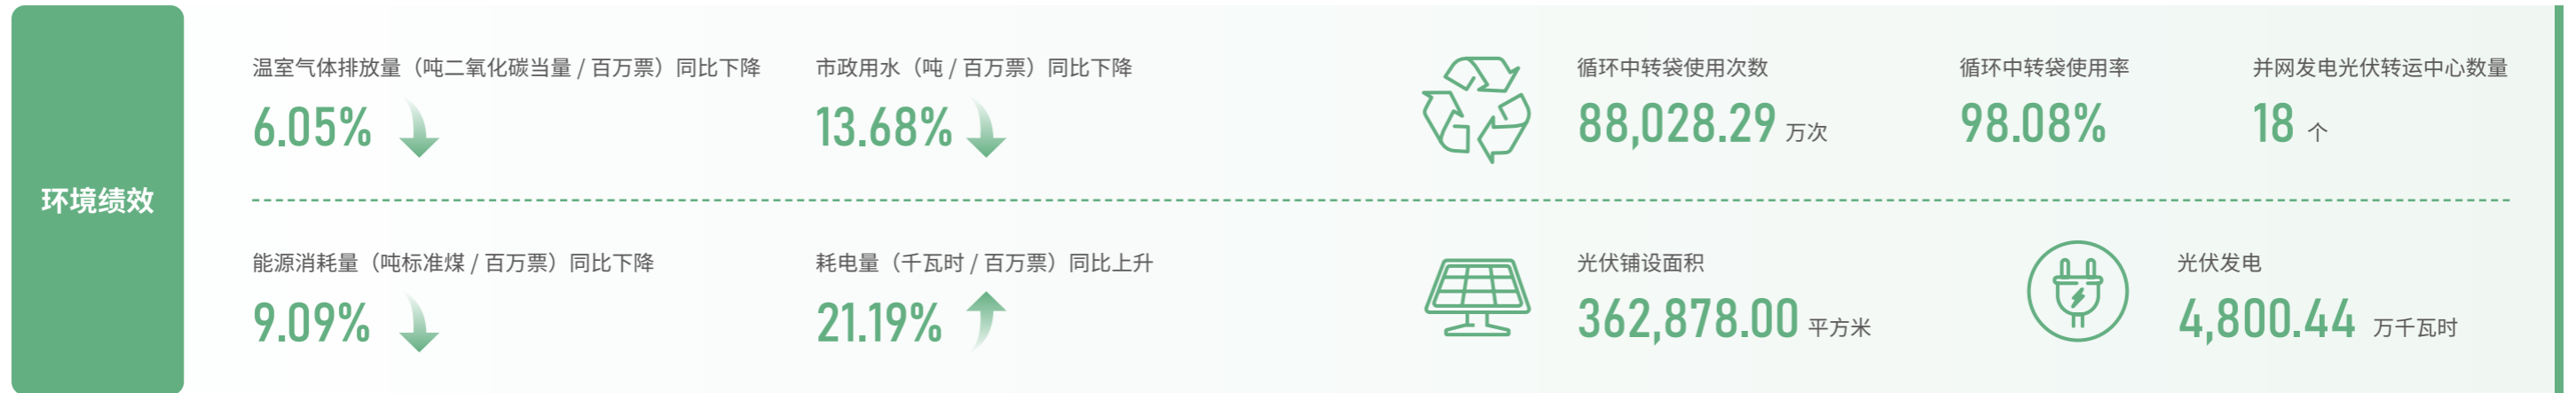 环境绩效
温室气体排放量（吨二氧化碳当量 / 百万票）同比下降
6.05%
市政用水（吨 / 百万票）同比下降
13.68%
循环中转袋使用次数
88,028.29 万次
循环中转袋使用率
98.08%
并网发电光伏转运中心数量
18 个
能源消耗量（吨标准煤 / 百万票）同比下降
9.09%
耗电量（千瓦时 / 百万票）同比上升
21.19%
光伏铺设面积
362,878.00 平方米
光伏发电
4,800.44 万千瓦时